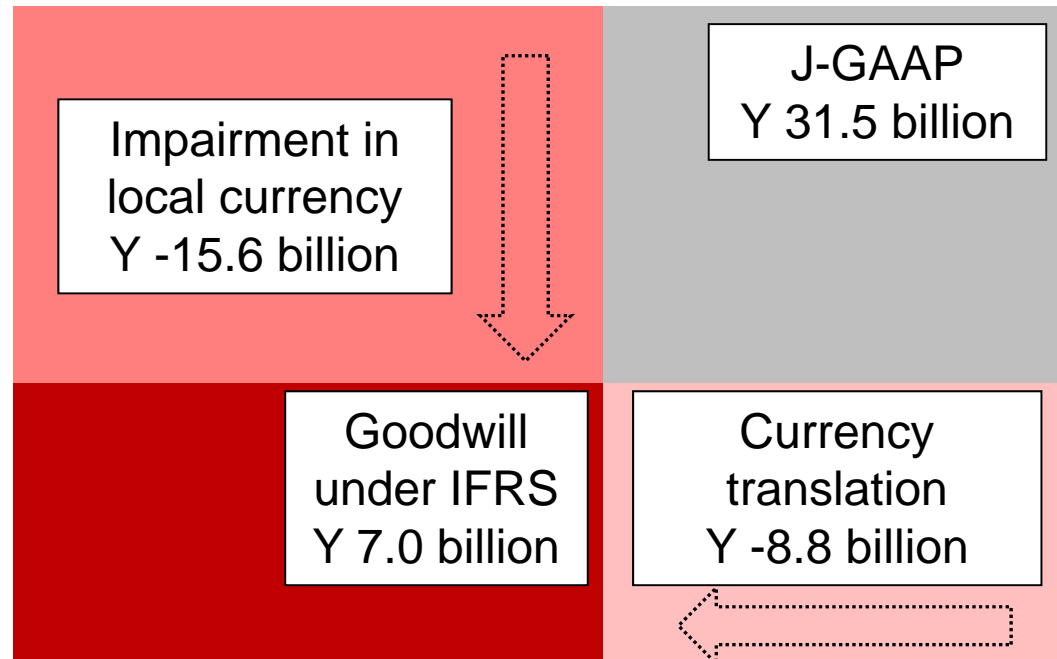 J-GAAP
Y 31.5 billion
Impairment in
local currency
Y -15.6 billion
Goodwill
under IFRS
Y 7.0 billion
Currency
translation
Y -8.8 billion